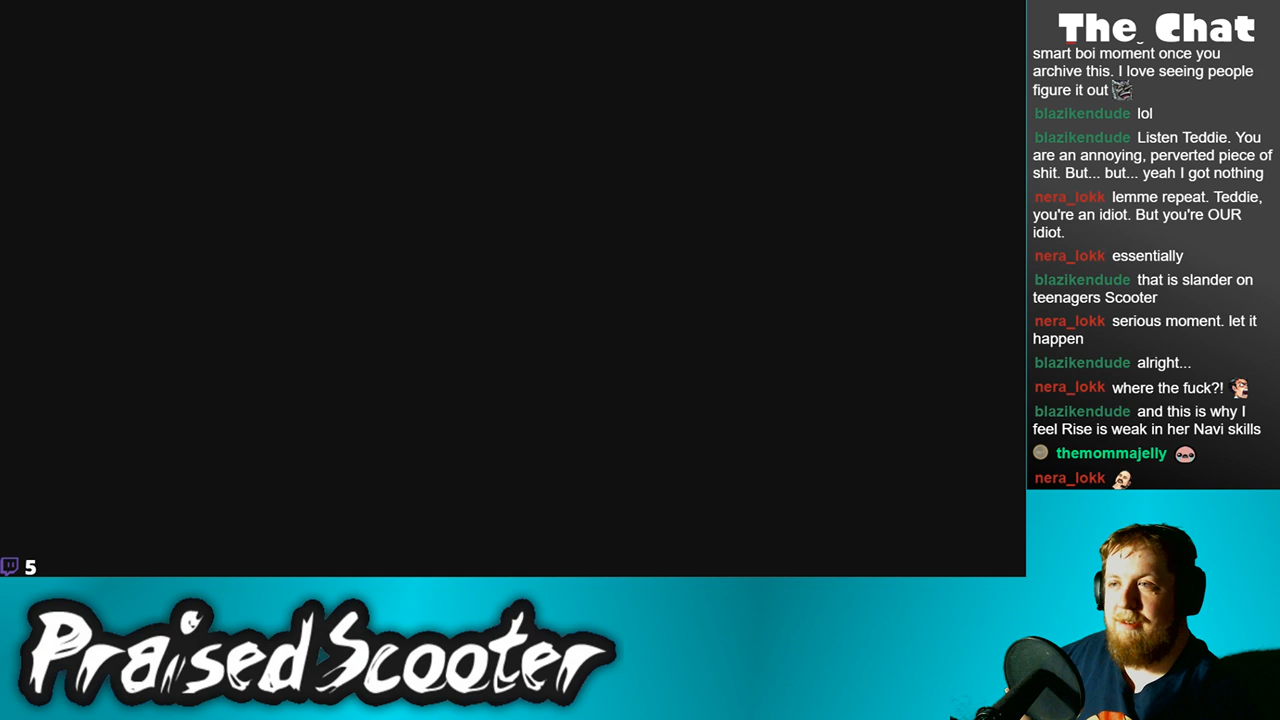 The Chat
smart boi moment once you
archive this. I love seeing people
figure it out
blazikendude lol
blazikendude Listen Teddie. You
are an annoying, perverted piece of
shit. But... but... yeah I got nothing
nera_lokk lemme repeat. Teddie,
you're an idiot. But you're OUR
idiot.
nera_lokk essentially
blazikendude that is slander on
teenagers Scooter
nera_lokk serious moment. let it
happen
blazikendude alright...
nera_lokk where the fuck?!
blazikendude and this is why I
feel Rise is weak in her Navi skills
themommajelly
nera_lokk
5
PraisedScooter